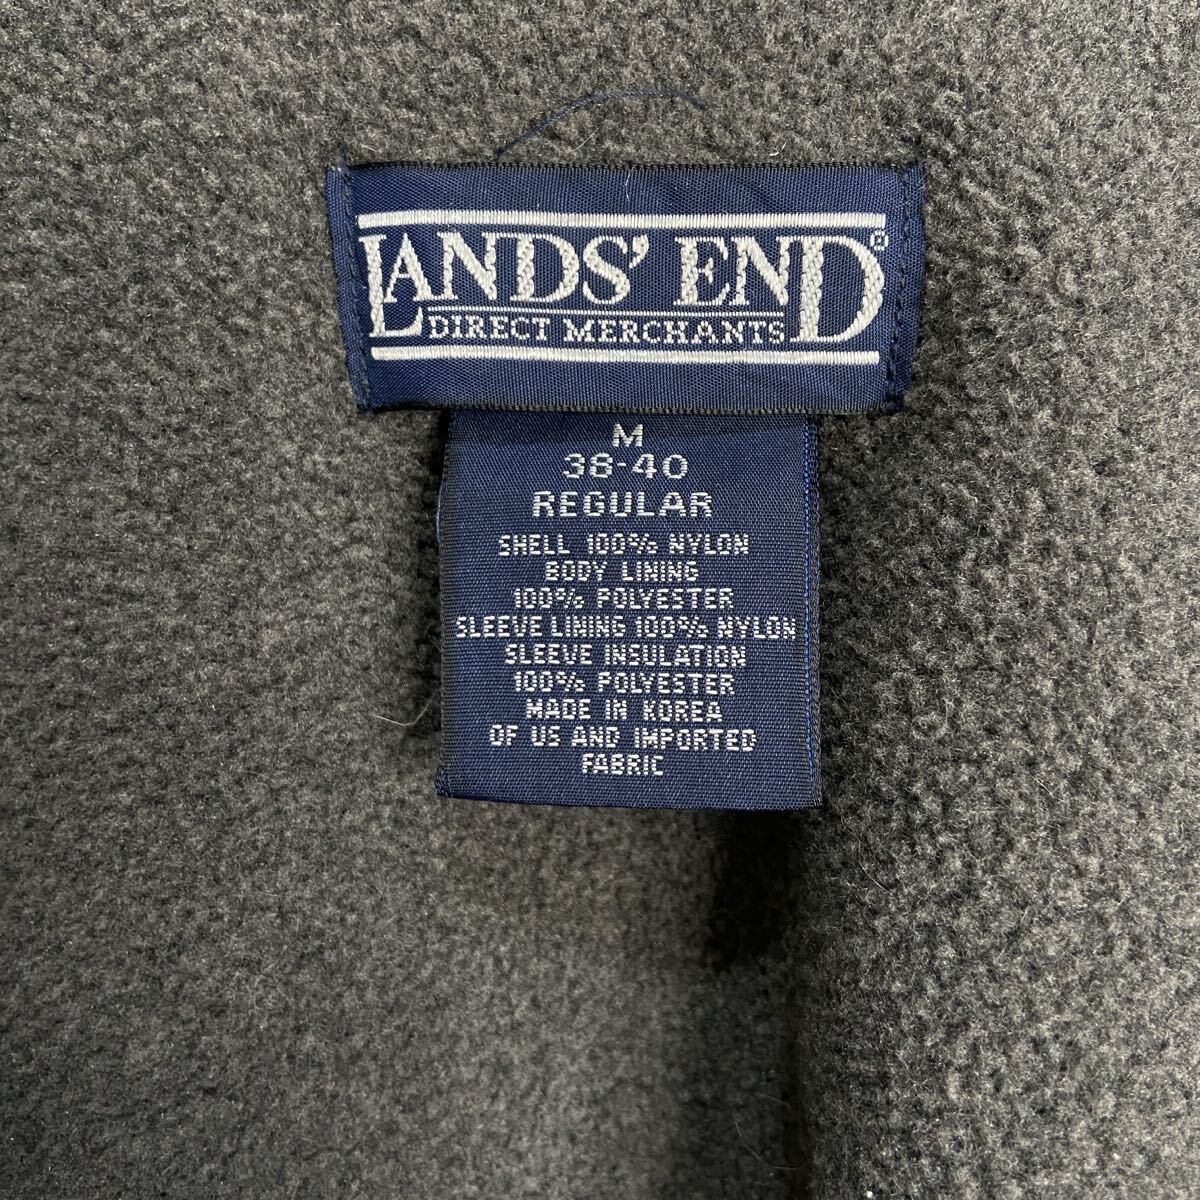 LANDS' END®
DIRECT MERCHANTS
M
38-40
REGULAR
SHELL 100% NYLON
BODY LINING
100% POLYESTER
SLEEVE LINING 100% NYLON
SLEEVE INSULATION
100% POLYESTER
MADE IN KOREA
OF US AND IMPORTED
FABRIC